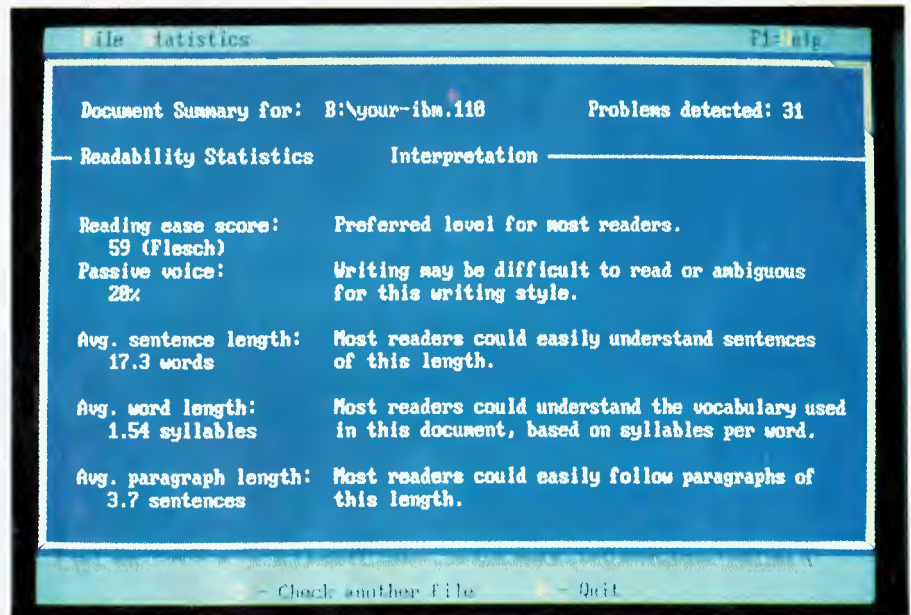 ile tatistics F1= elp
Document Summary for: B:\your-ibm.110 Problems detected: 31
Readability Statistics Interpretation
Reading ease score: Preferred level for most readers.
59 (Flesch)
Passive voice: Writing may be difficult to read or ambiguous
20% for this writing style.
Avg. sentence length: Most readers could easily understand sentences
17.3 words of this length.
Avg. word length: Most readers could understand the vocabulary used
1.54 syllables in this document, based on syllables per word.
Avg. paragraph length: Most readers could easily follow paragraphs of
3.7 sentences this length.
- Check another file - Quit